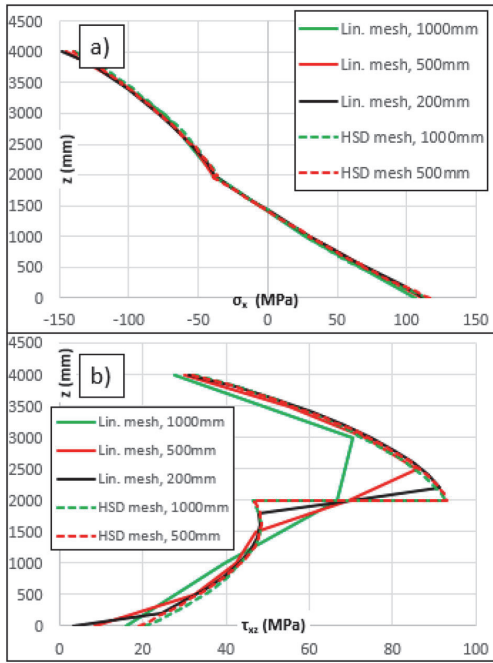 a)
z (mm)
4500
4000
3500
3000
2500
2000
1500
1000
500
0
-150 -100 -50 0 50 100 150
σx (MPa)
Lin. mesh, 1000mm
Lin. mesh, 500mm
Lin. mesh, 200mm
HSD mesh, 1000mm
HSD mesh 500mm
b)
z (mm)
4500
4000
3500
3000
2500
2000
1500
1000
500
0
Lin. mesh, 1000mm
Lin. mesh, 500mm
Lin. mesh, 200mm
HSD mesh, 1000mm
HSD mesh, 500mm
τxz (MPa)
0 20 40 60 80 100